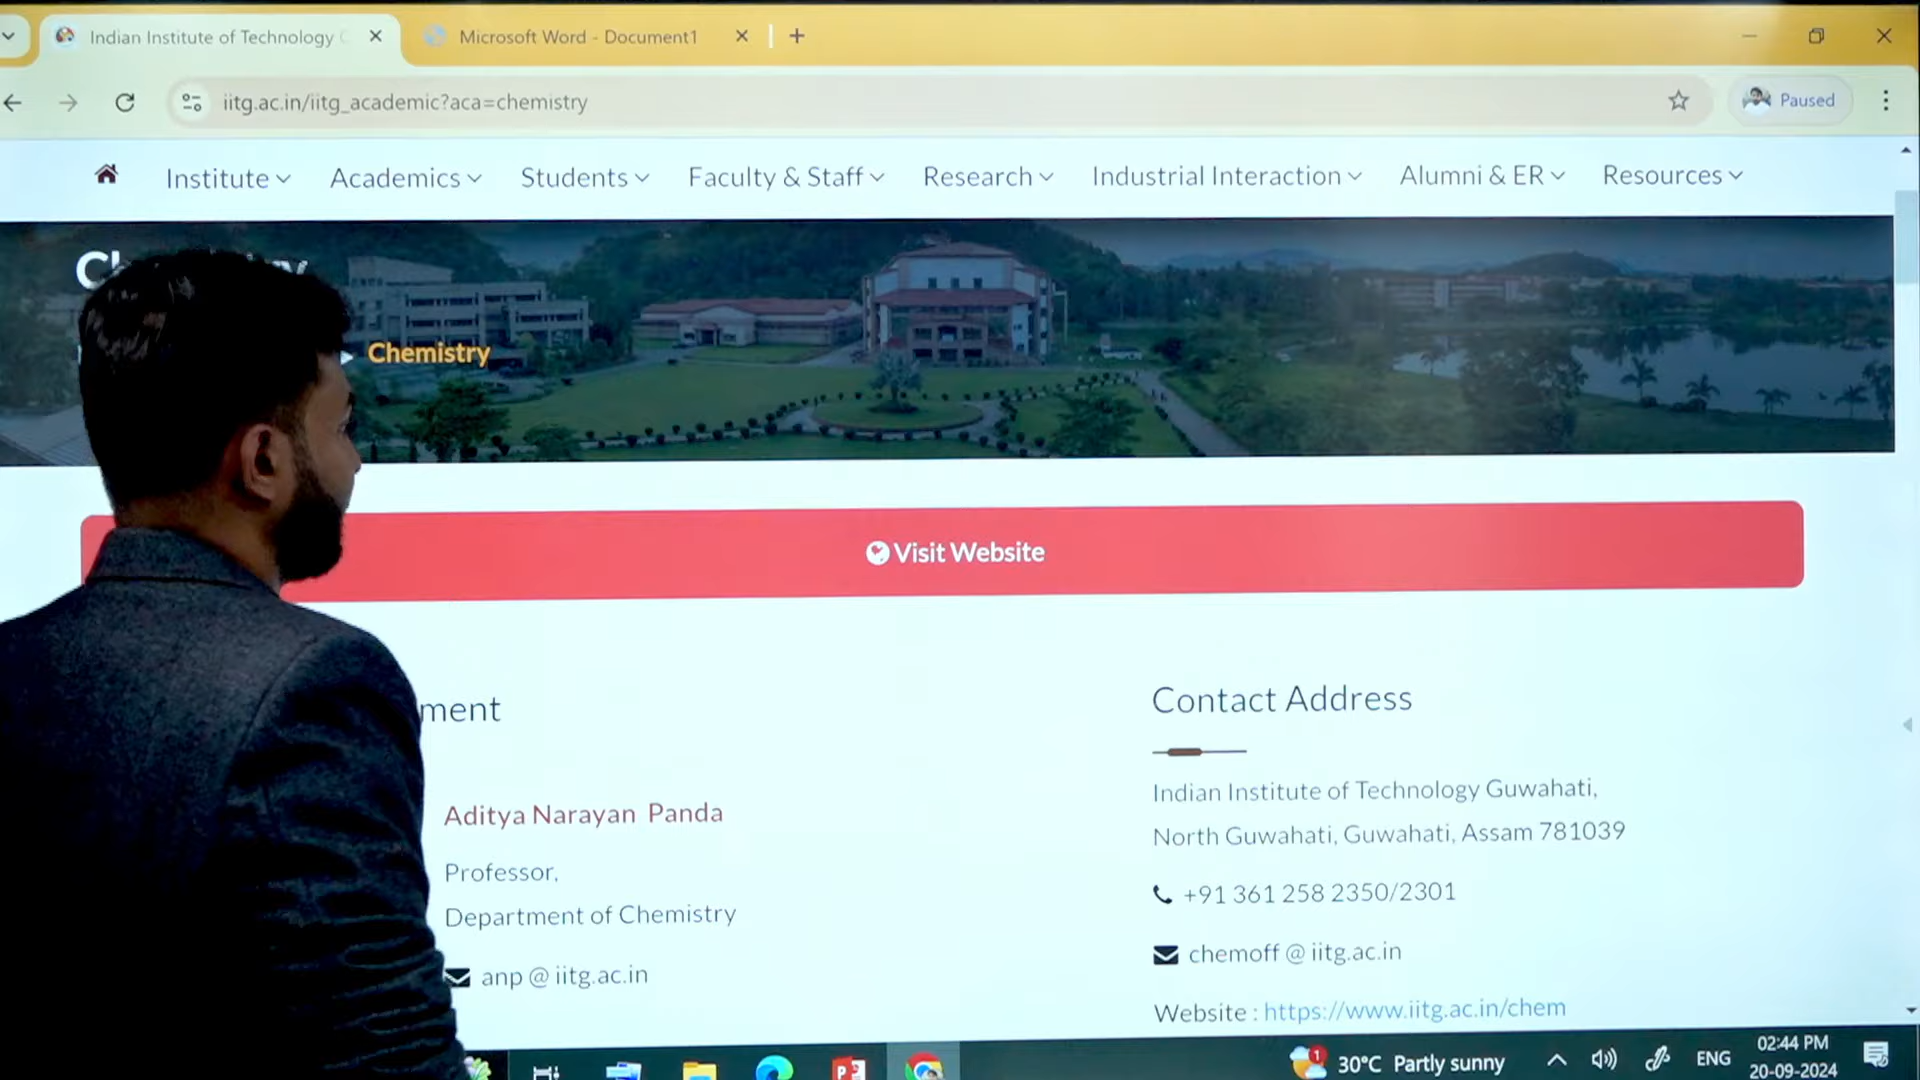 Indian Institute of Technology
Microsoft Word - Document1
iitg.ac.in/iitg_academic?aca=chemistry
Paused
Institute
Academics
Students
Faculty & Staff
Research
Industrial Interaction
Alumni & ER
Resources
Chemistry
Visit Website
ment
Contact Address
Aditya Narayan Panda
Professor,
Department of Chemistry
anp @ iitg.ac.in
Indian Institute of Technology Guwahati,
North Guwahati, Guwahati, Assam 781039
+91 361 258 2350/2301
chemoff @ iitg.ac.in
Website : https://www.iitg.ac.in/chem
1
30°C Partly sunny
ENG
02:44 PM
20-09-2024